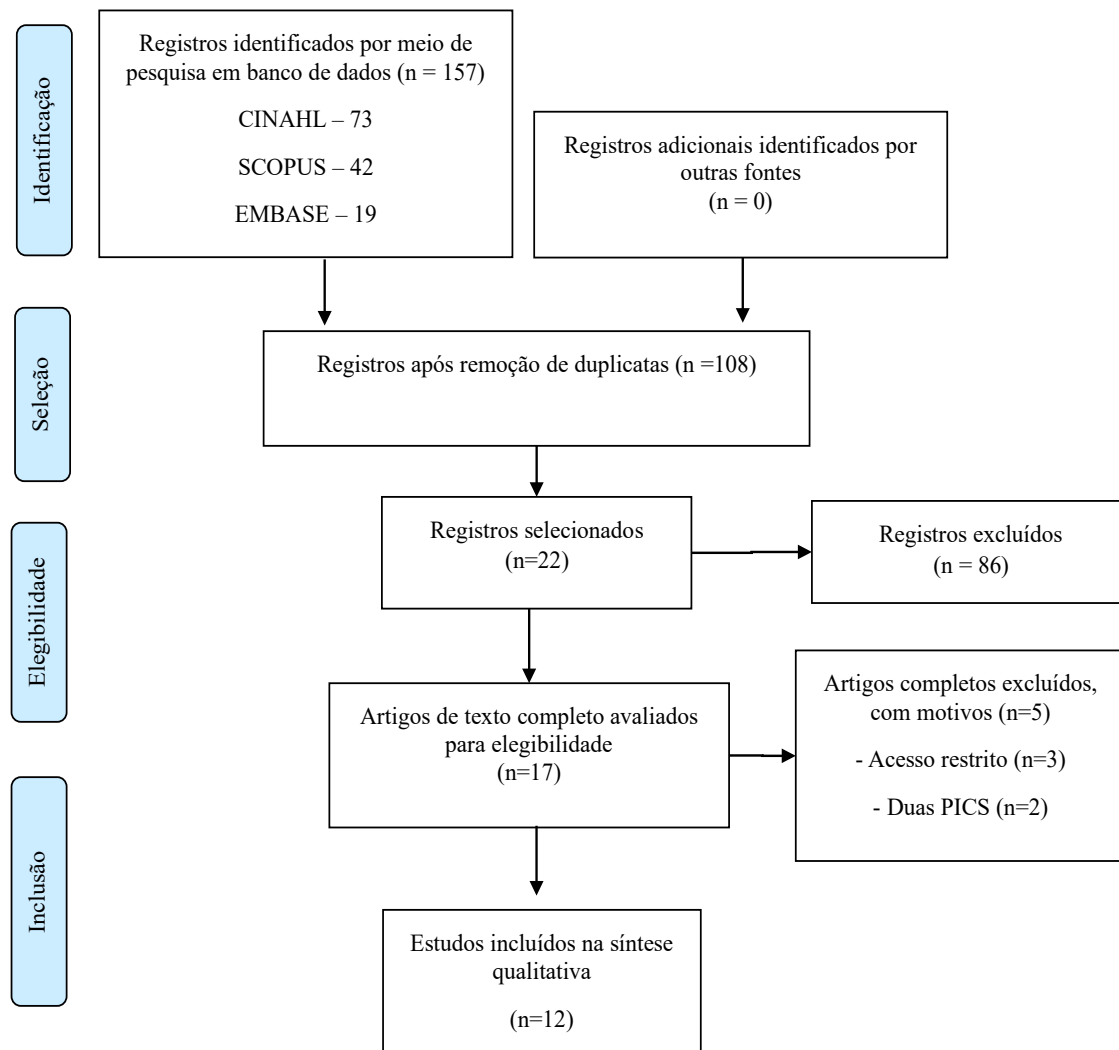 Identificação
Registros identificados por meio de
pesquisa em banco de dados (n = 157)
CINAHL – 73
SCOPUS – 42
EMBASE – 19
Registros adicionais identificados por
outras fontes
(n = 0)
Seleção
Registros após remoção de duplicatas (n =108)
Elegibilidade
Registros selecionados
(n=22)
Registros excluídos
(n = 86)
Artigos de texto completo avaliados
para elegibilidade
(n=17)
Artigos completos excluídos,
com motivos (n=5)
- Acesso restrito (n=3)
- Duas PICS (n=2)
Inclusão
Estudos incluídos na síntese
qualitativa
(n=12)